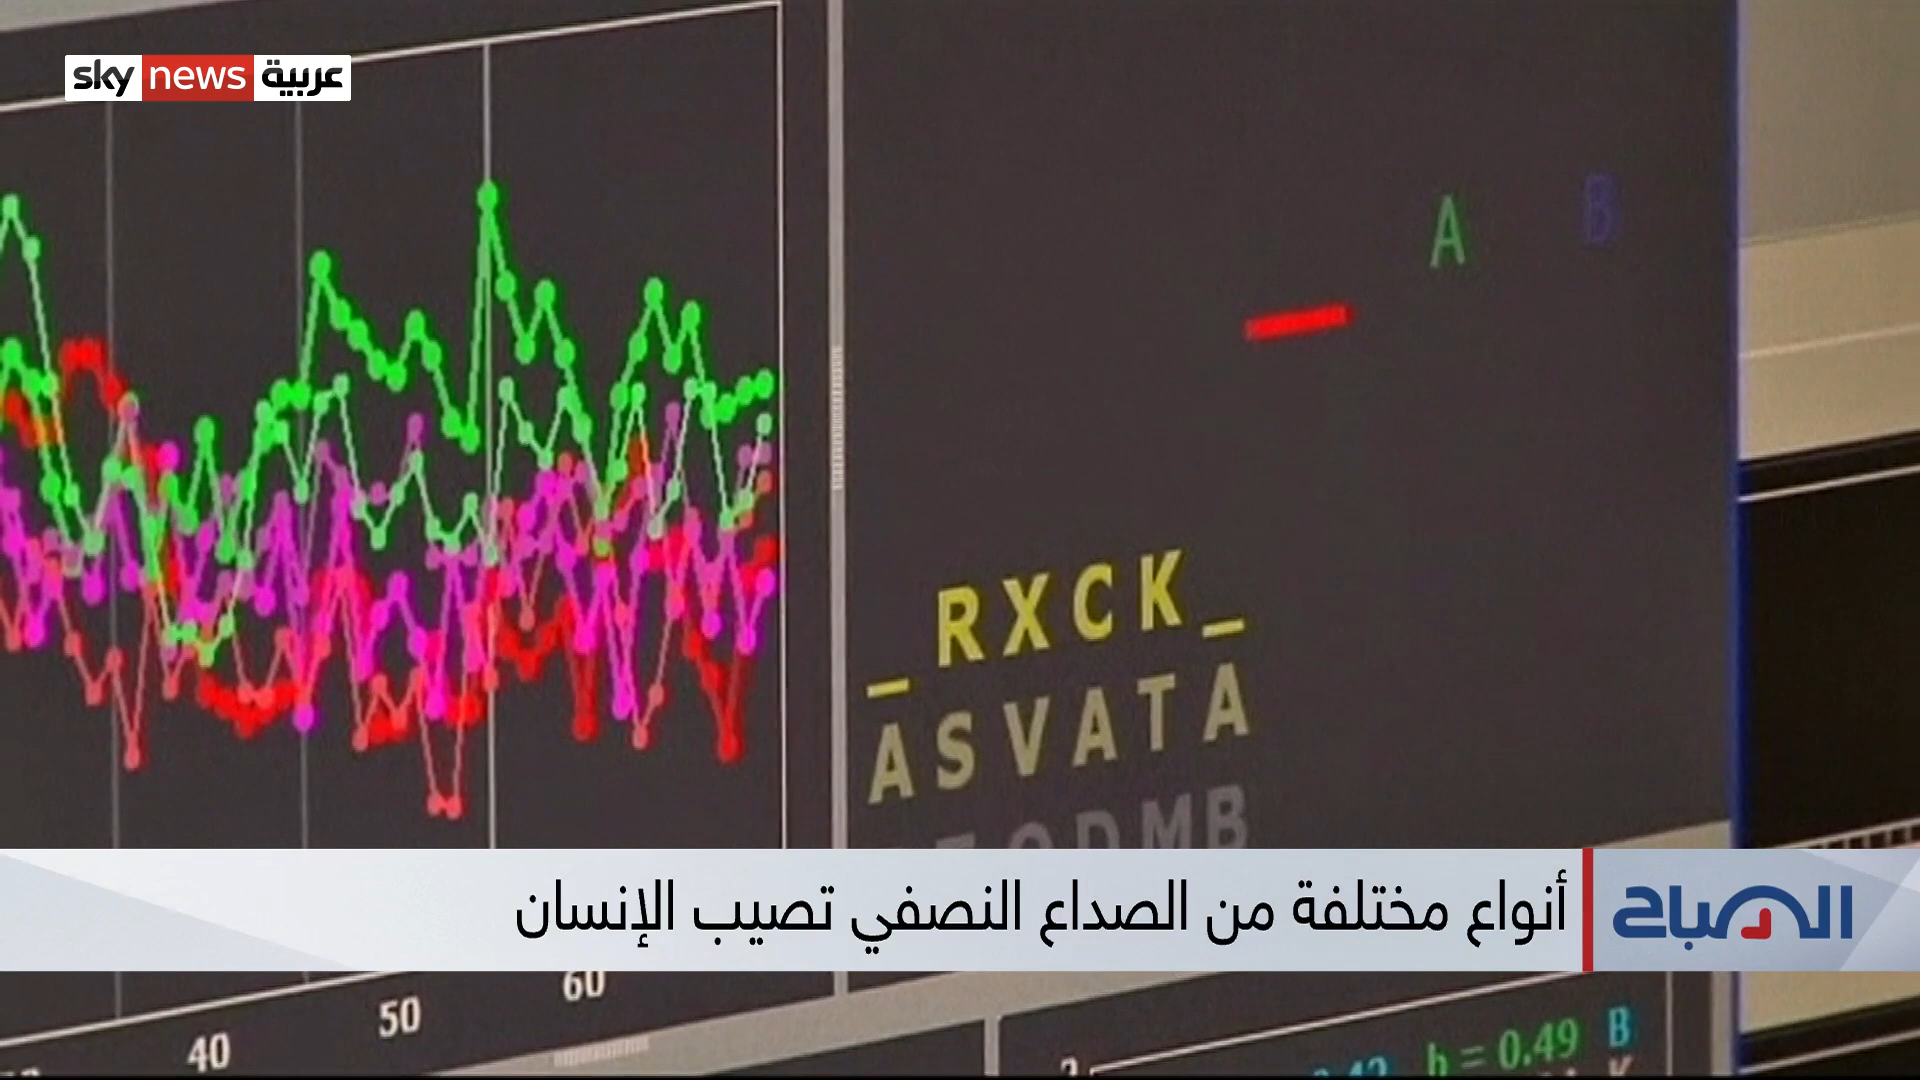 sky news عربية
A B
_RXCK_
ASVATA
أنواع مختلفة من الصداع النصفي تصيب الإنسان
الصباح
40 50 60
b = 0.49 B